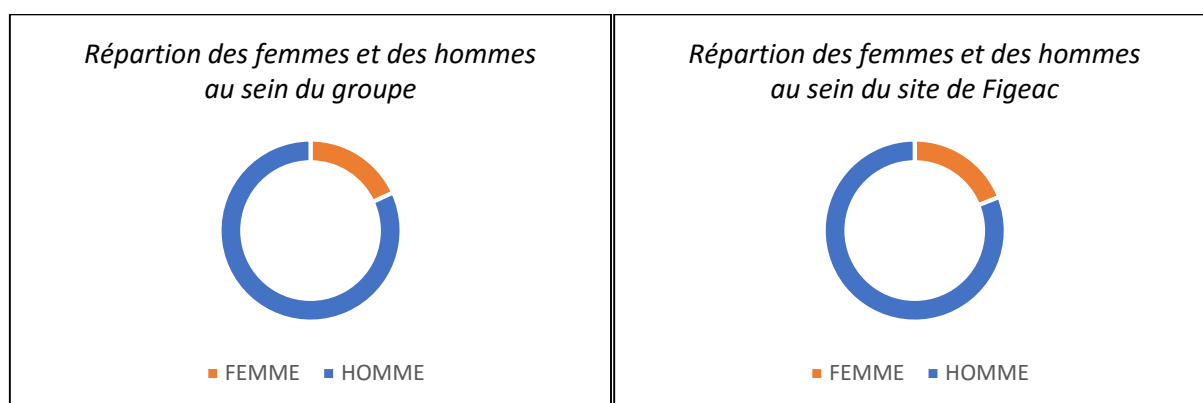 Répartion des femmes et des hommes
au sein du groupe
FEMME HOMME
Répartion des femmes et des hommes
au sein du site de Figeac
FEMME HOMME